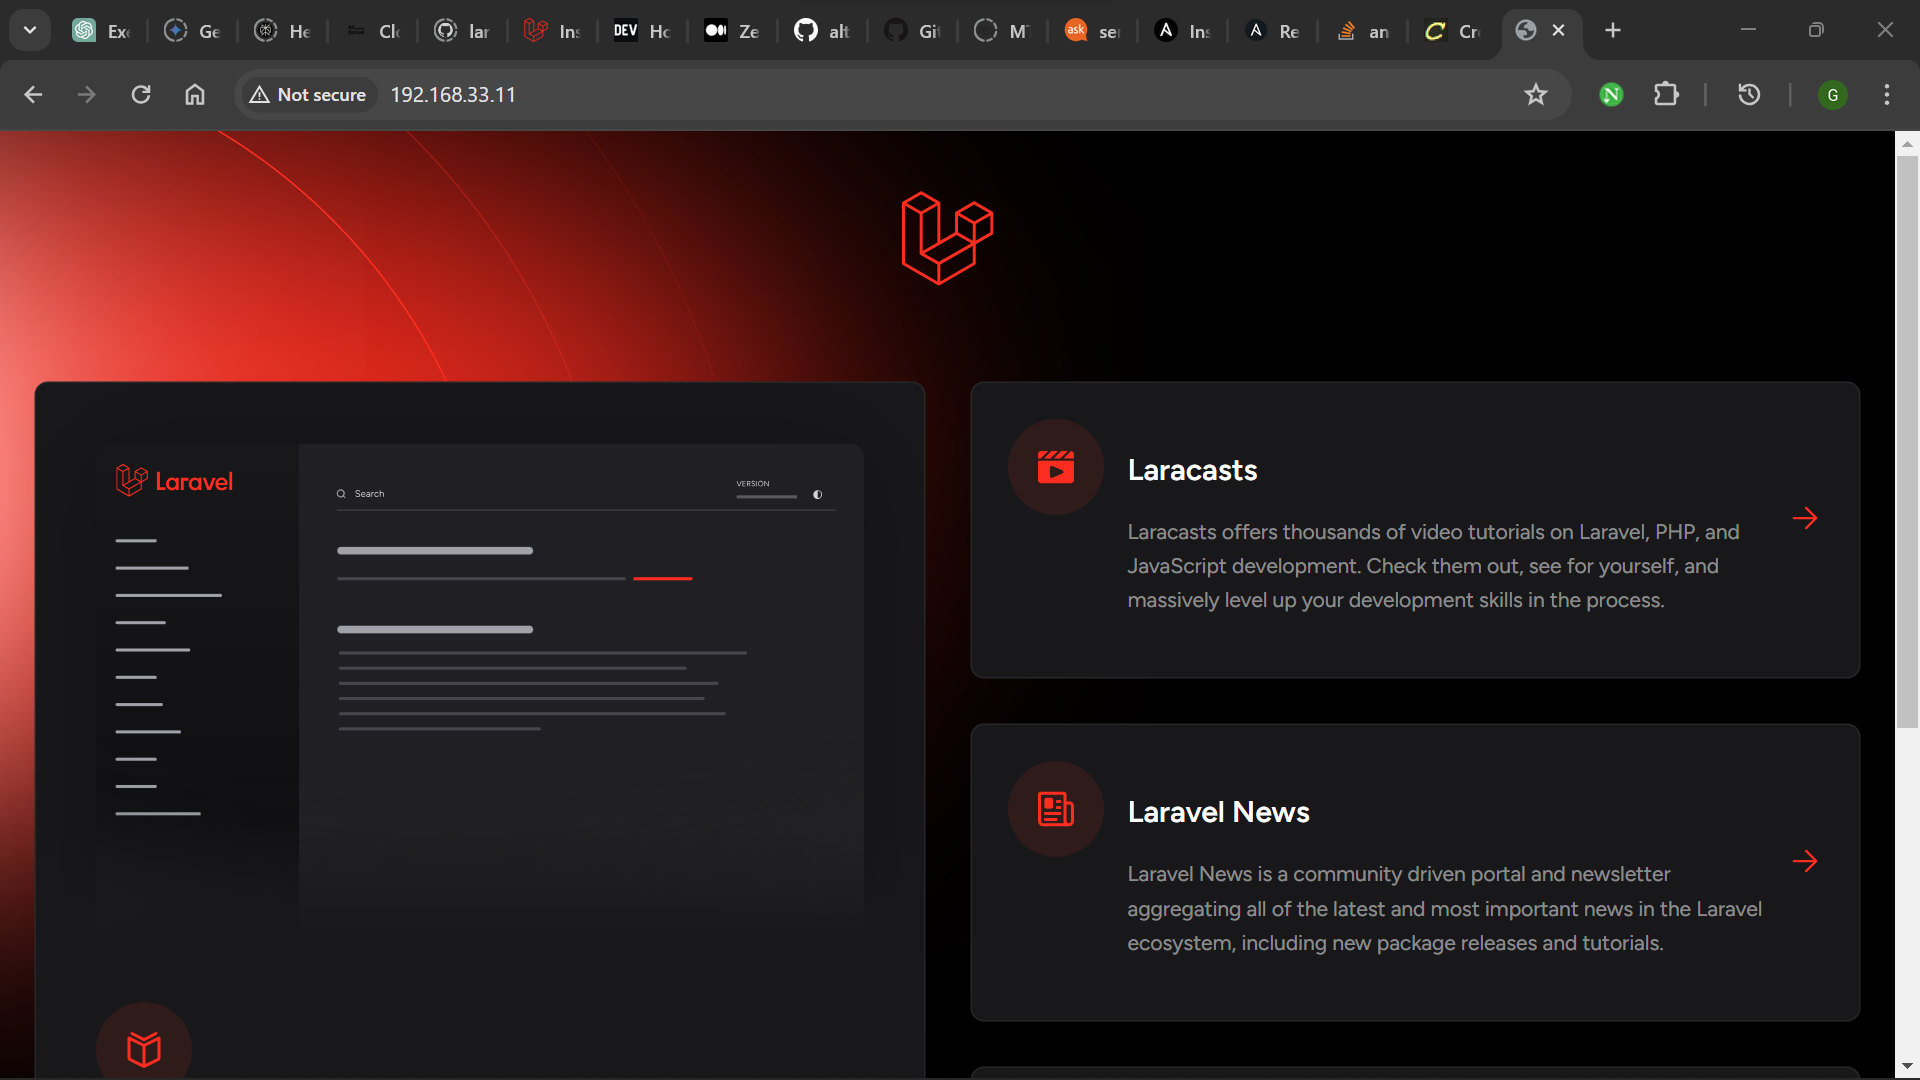 Ex
Ge
He
Cl
lar
Ins
DEV
Ho
Ze
alt
Git
M
ask
se
A
Ins
A
Re
an
C
Cr
Not secure
192.168.33.11
N
G
Laravel
Search
VERSION
Laracasts
Laracasts offers thousands of video tutorials on Laravel, PHP, and
JavaScript development. Check them out, see for yourself, and
massively level up your development skills in the process.
Laravel News
Laravel News is a community driven portal and newsletter
aggregating all of the latest and most important news in the Laravel
ecosystem, including new package releases and tutorials.